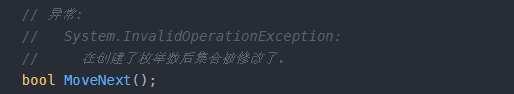 // 异常:
//   System.InvalidOperationException:
//     在创建了枚举数后集合被修改了。
bool MoveNext();